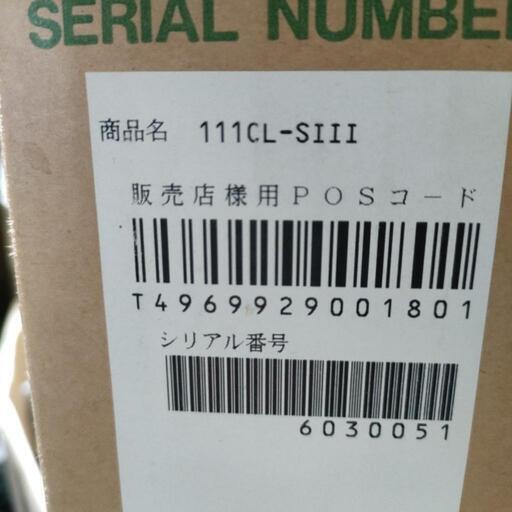 SERIAL NUMBER
商品名 111CL-SIII
販売店様用POSコード
T4969929001801
シリアル番号
6030051